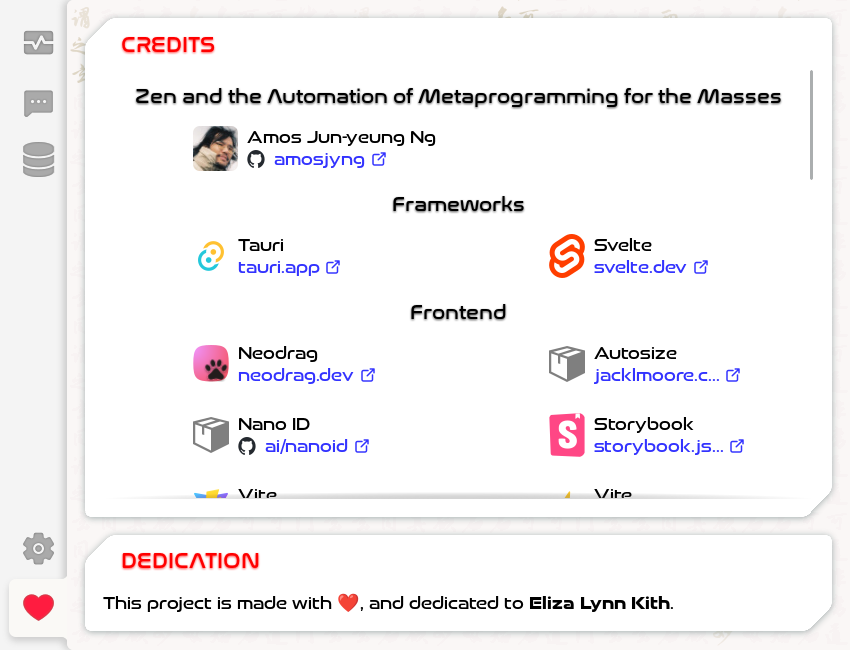 CREDITS
Zen and the Automation of Metaprogramming for the Masses
Amos Jun-yeung Ng
amosjyng
Frameworks
Tauri
tauri.app
Svelte
svelte.dev
Frontend
Neodrag
neodrag.dev
Autosize
jacklmoore.c...
Nano ID
ai/nanoid
Storybook
storybook.js...
Vite
Vite
DEDICATION
This project is made with ❤️, and dedicated to Eliza Lynn Kith.